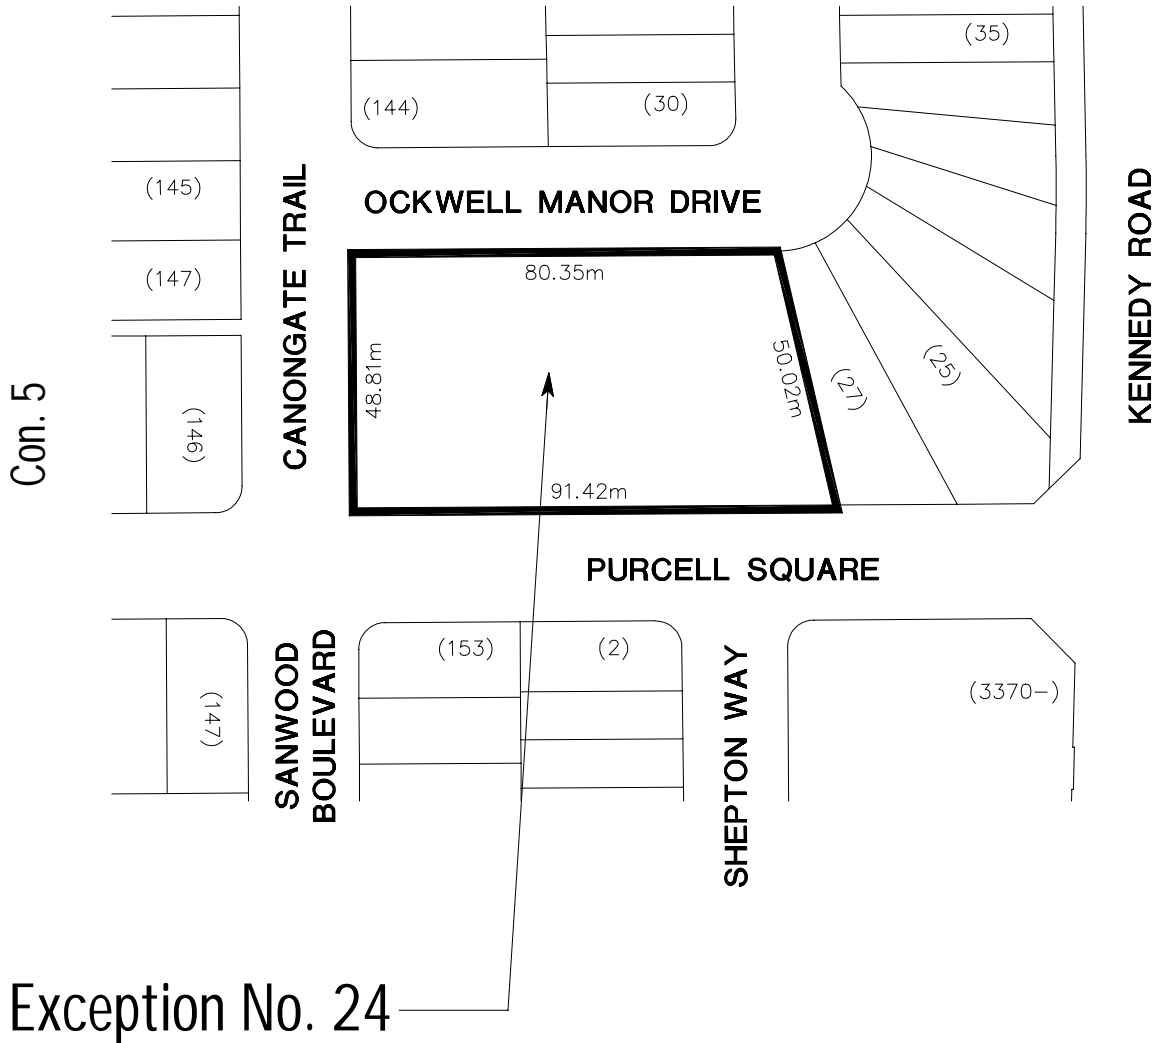 (35)
(144)
(30)
(145)
OCKWELL MANOR DRIVE
KENNEDY ROAD
CANONGATE TRAIL
80.35m
(147)
48.81m
50.02m
(27)
(25)
Con. 5
(146)
91.42m
PURCELL SQUARE
(153)
(2)
SANWOOD
BOULEVARD
SHEPTON WAY
(3370-)
(147)
Exception No. 24